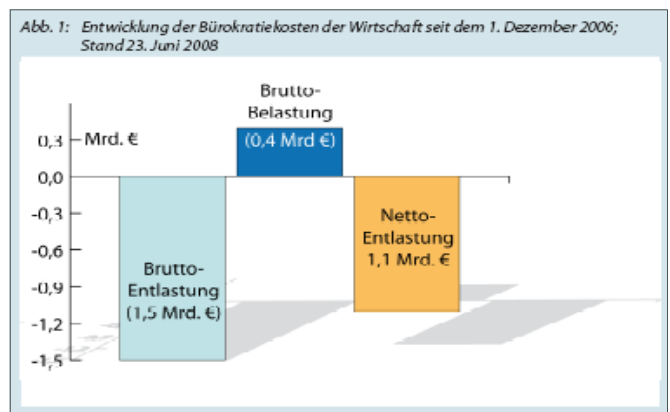 Abb. 1: Entwicklung der Bürokratiekosten der Wirtschaft seit dem 1. Dezember 2006;
Stand 23. Juni 2008
Brutto-
Belastung
(0,4 Mrd €)
0,3
Mrd. €
0,0
-0,3
-0,6
-0,9
-1,2
-1,5
Brutto-
Entlastung
(1,5 Mrd. €)
Netto-
Entlastung
1,1 Mrd. €